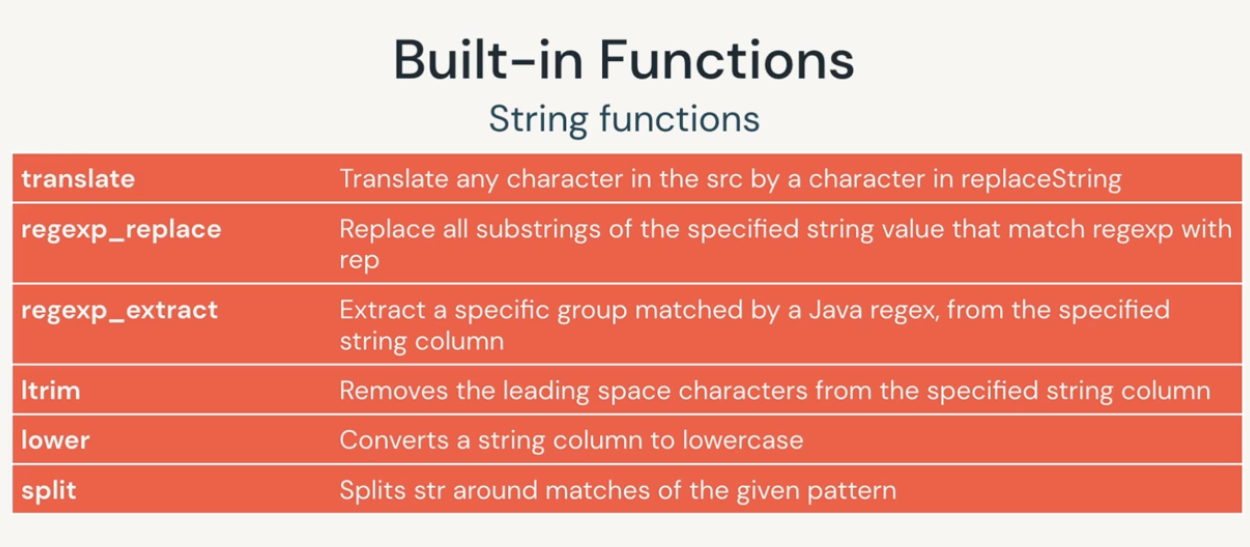 Built-in Functions
String functions
translate
Translate any character in the src by a character in replaceString
regexp_replace
Replace all substrings of the specified string value that match regexp with
rep
regexp_extract
Extract a specific group matched by a Java regex, from the specified
string column
ltrim
Removes the leading space characters from the specified string column
lower
Converts a string column to lowercase
split
Splits str around matches of the given pattern